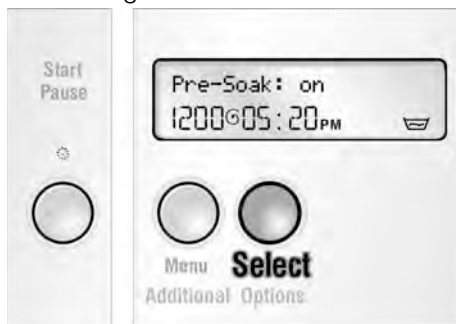 Start
Pause
Pre-Soak: on
1200 05:20PM
Menu Select
Additional Options